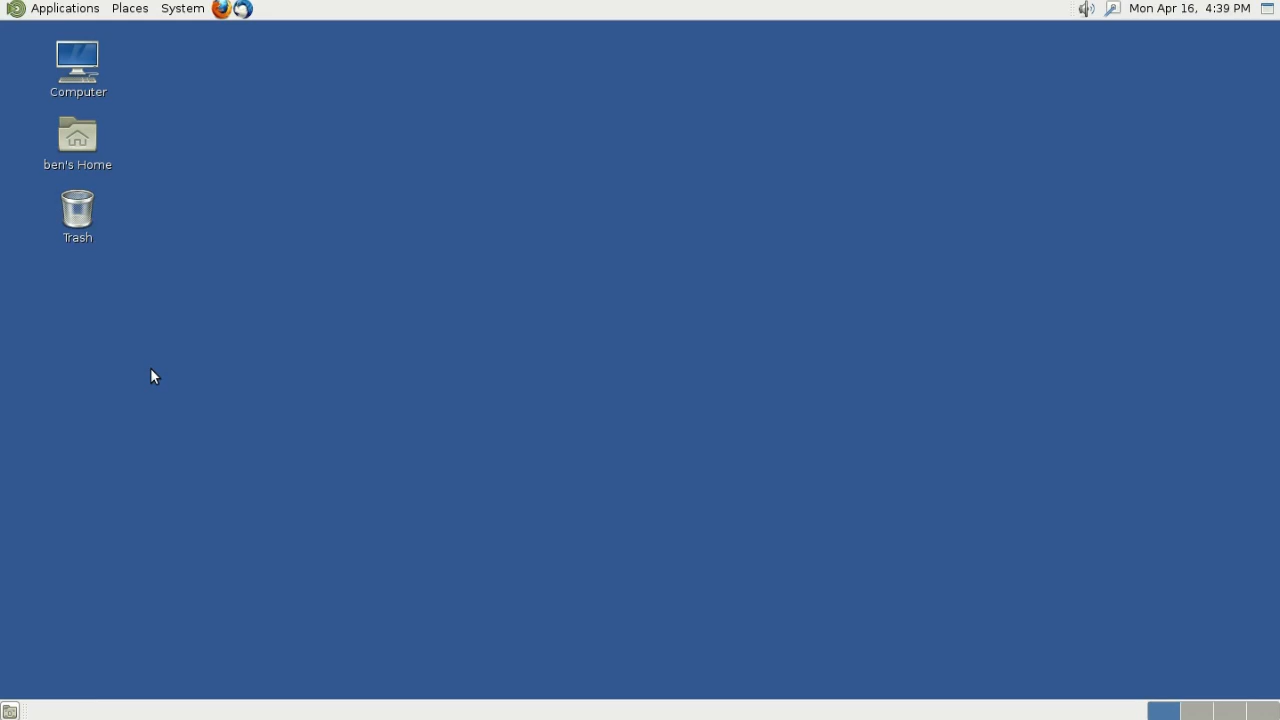 Applications Places System Mon Apr 16, 4:39 PM
Computer
ben's Home
Trash